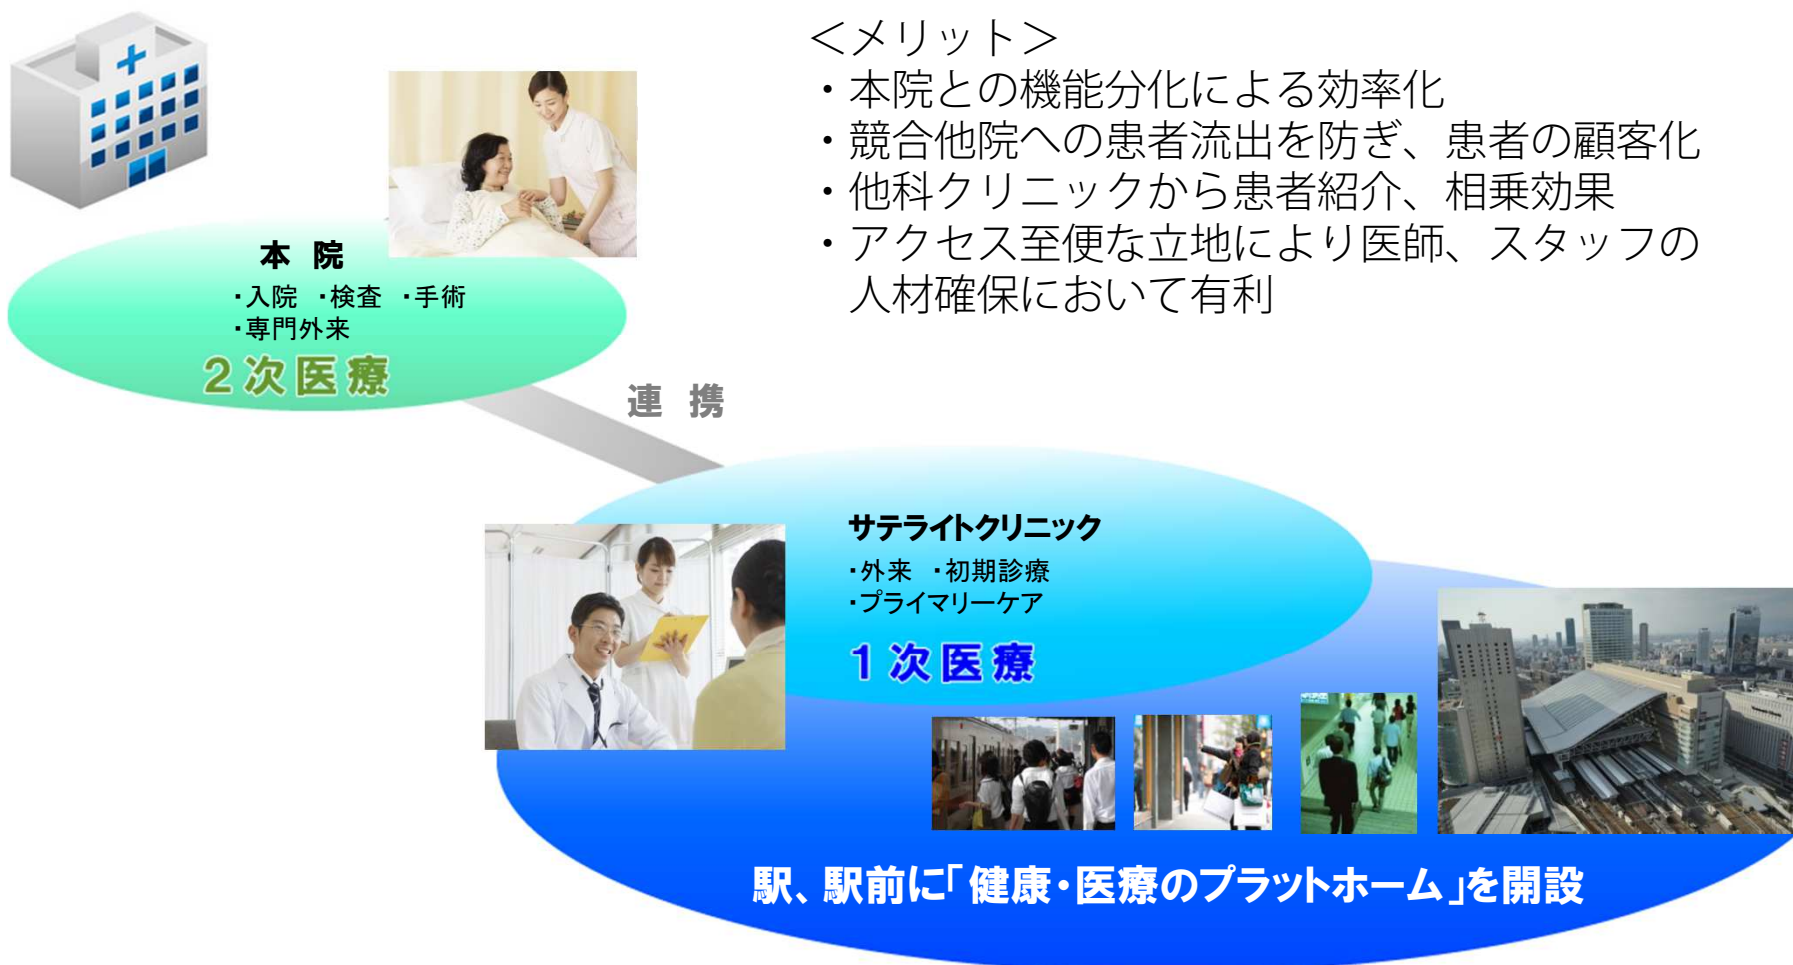 ＜メリット＞
・本院との機能分化による効率化
・競合他院への患者流出を防ぎ、患者の顧客化
・他科クリニックから患者紹介、相乗効果
・アクセス至便な立地により医師、スタッフの
人材確保において有利
本 院
・入院 ・検査 ・手術
・専門外来
２次医療
連 携
サテライトクリニック
・外来 ・初期診療
・プライマリーケア
１次医療
駅、駅前に「健康・医療のプラットホーム」を開設